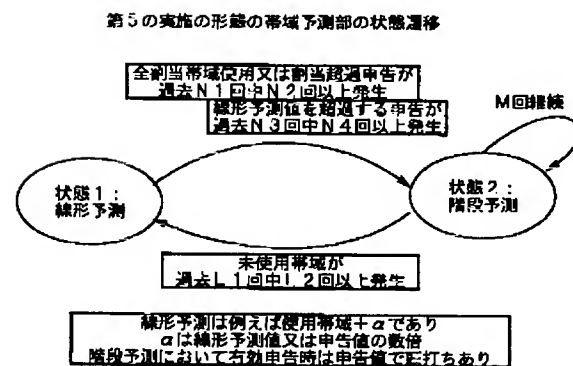 第5の実施の形態の帯域予測部の状態遷移
全割当帯域使用又は割当超過申告が
過去N1回中N2回以上発生
線形予測値を超過する申告が
過去N3回中N4回以上発生
M回継続
状態1：
線形予測
状態2：
階段予測
未使用帯域が
過去L1回中L2回以上発生
線形予測は例えば使用帯域+αであり
αは線形予測値又は申告値の数倍
階段予測において有効申告時は申告値で頭打ちあり